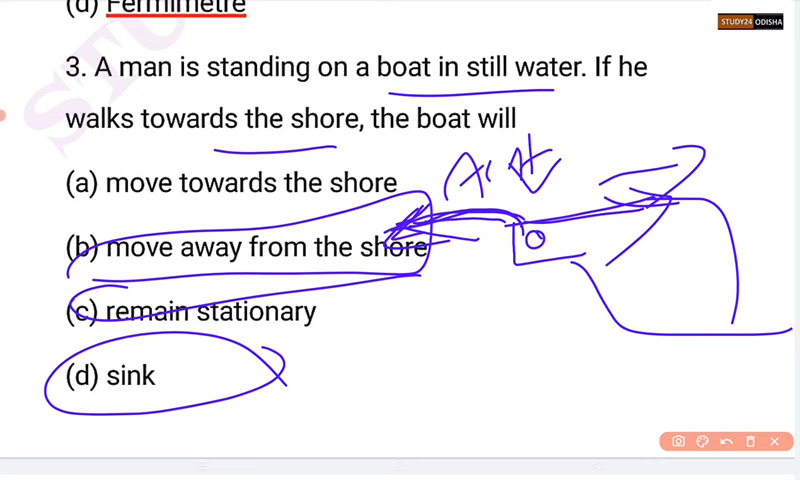 (d) Fermimetre
STUDY24 ODISHA
3. A man is standing on a boat in still water. If he
walks towards the shore, the boat will
(a) move towards the shore
(b) move away from the shore
(c) remain stationary
(d) sink